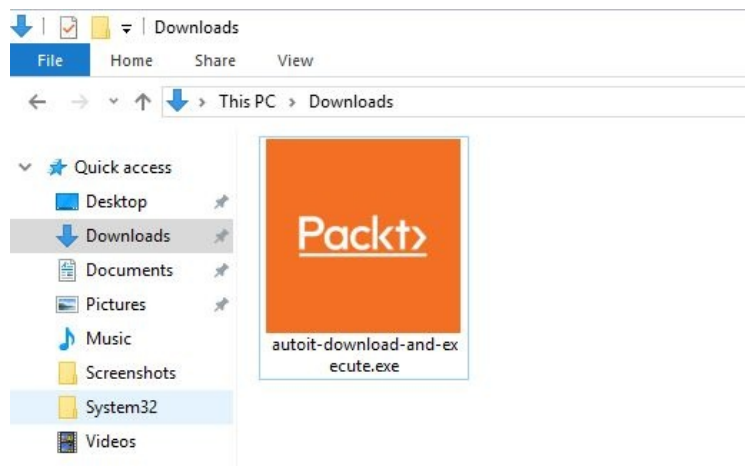 Downloads
File Home Share View
This PC > Downloads
Quick access
Desktop
Downloads
Documents
Pictures
Music
Screenshots
System32
Videos
Packt>
autoit-download-and-ex
ecute.exe